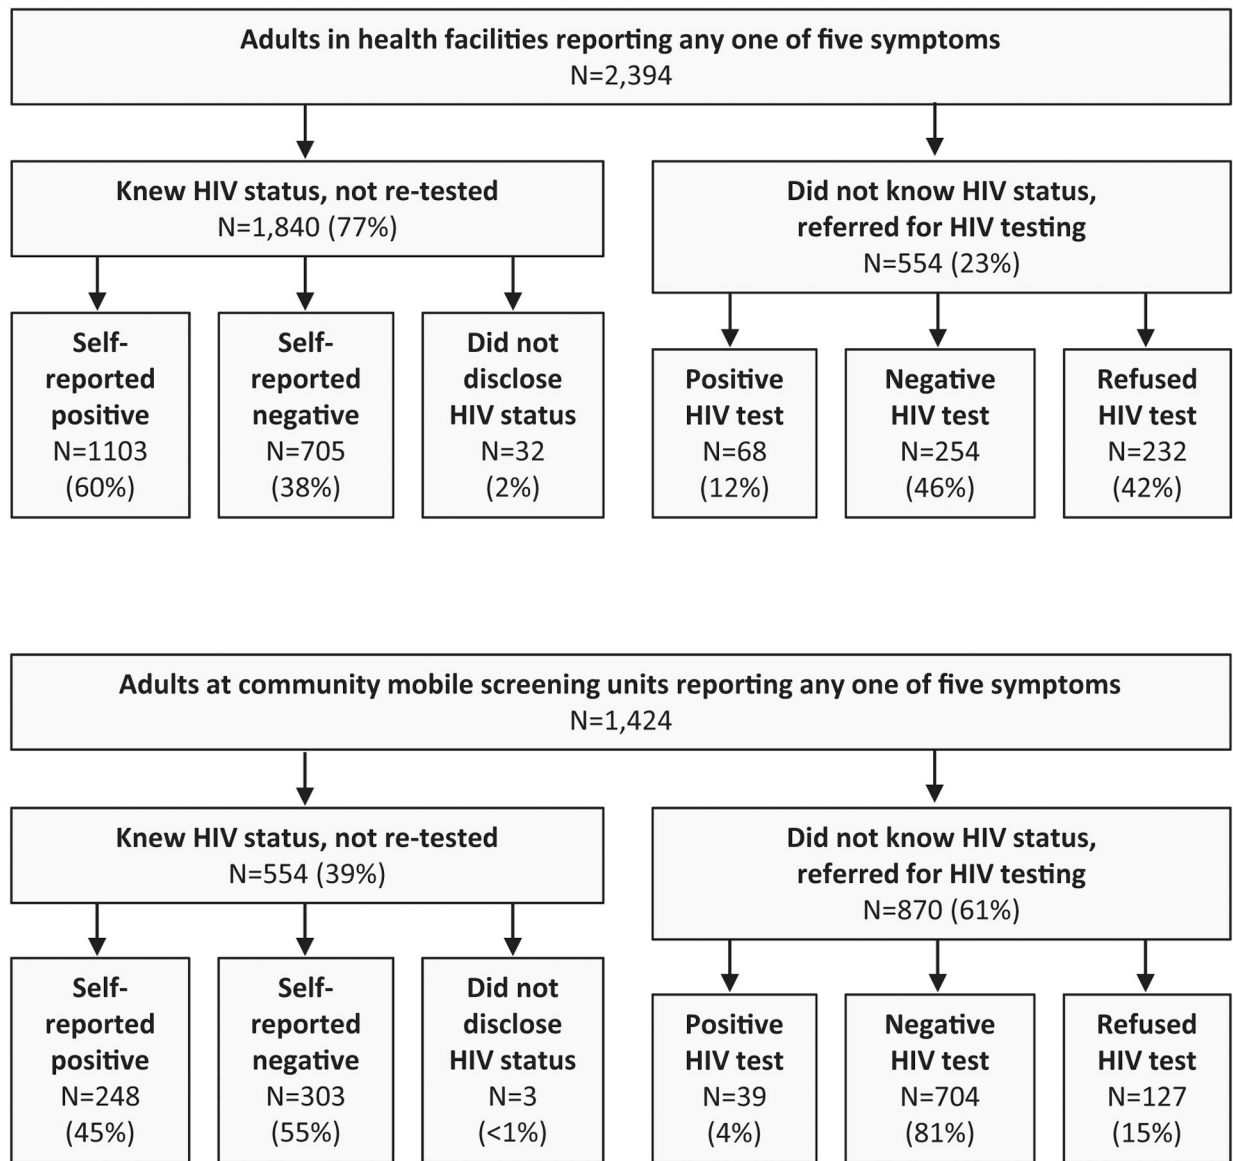 Adults in health facilities reporting any one of five symptoms
N=2,394
Knew HIV status, not re-tested
N=1,840 (77%)
Did not know HIV status,
referred for HIV testing
N=554 (23%)
Self-
reported
positive
N=1103
(60%)
Self-
reported
negative
N=705
(38%)
Did not
disclose
HIV status
N=32
(2%)
Positive
HIV test
N=68
(12%)
Negative
HIV test
N=254
(46%)
Refused
HIV test
N=232
(42%)
Adults at community mobile screening units reporting any one of five symptoms
N=1,424
Knew HIV status, not re-tested
N=554 (39%)
Did not know HIV status,
referred for HIV testing
N=870 (61%)
Self-
reported
positive
N=248
(45%)
Self-
reported
negative
N=303
(55%)
Did not
disclose
HIV status
N=3
(<1%)
Positive
HIV test
N=39
(4%)
Negative
HIV test
N=704
(81%)
Refused
HIV test
N=127
(15%)